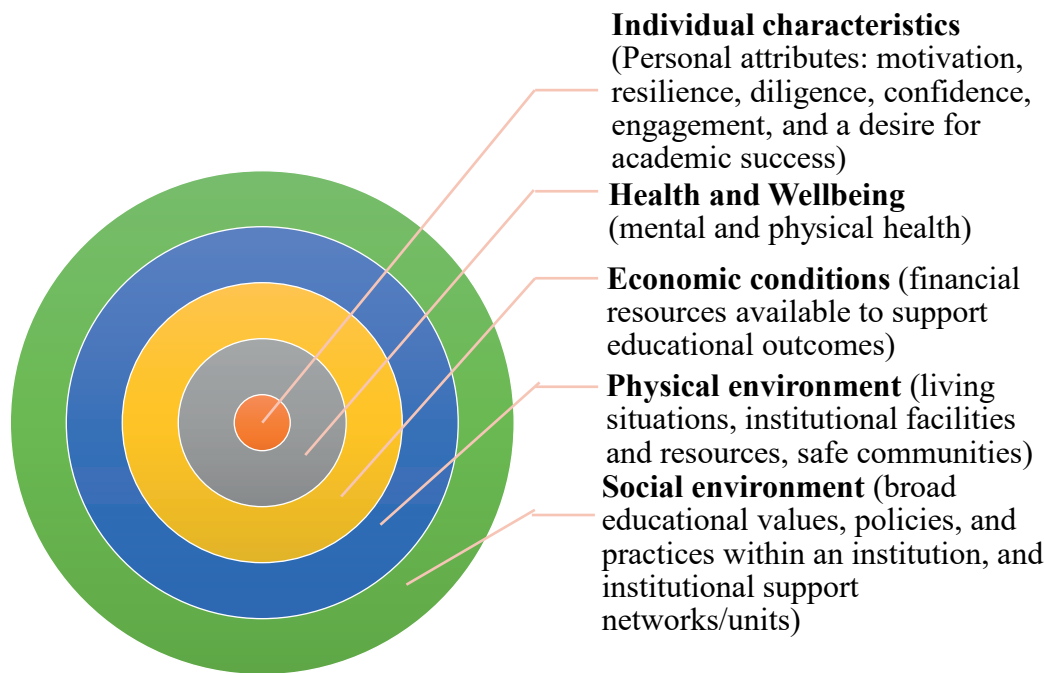 Individual characteristics
(Personal attributes: motivation,
resilience, diligence, confidence,
engagement, and a desire for
academic success)
Health and Wellbeing
(mental and physical health)
Economic conditions (financial
resources available to support
educational outcomes)
Physical environment (living
situations, institutional facilities
and resources, safe communities)
Social environment (broad
educational values, policies, and
practices within an institution, and
institutional support
networks/units)